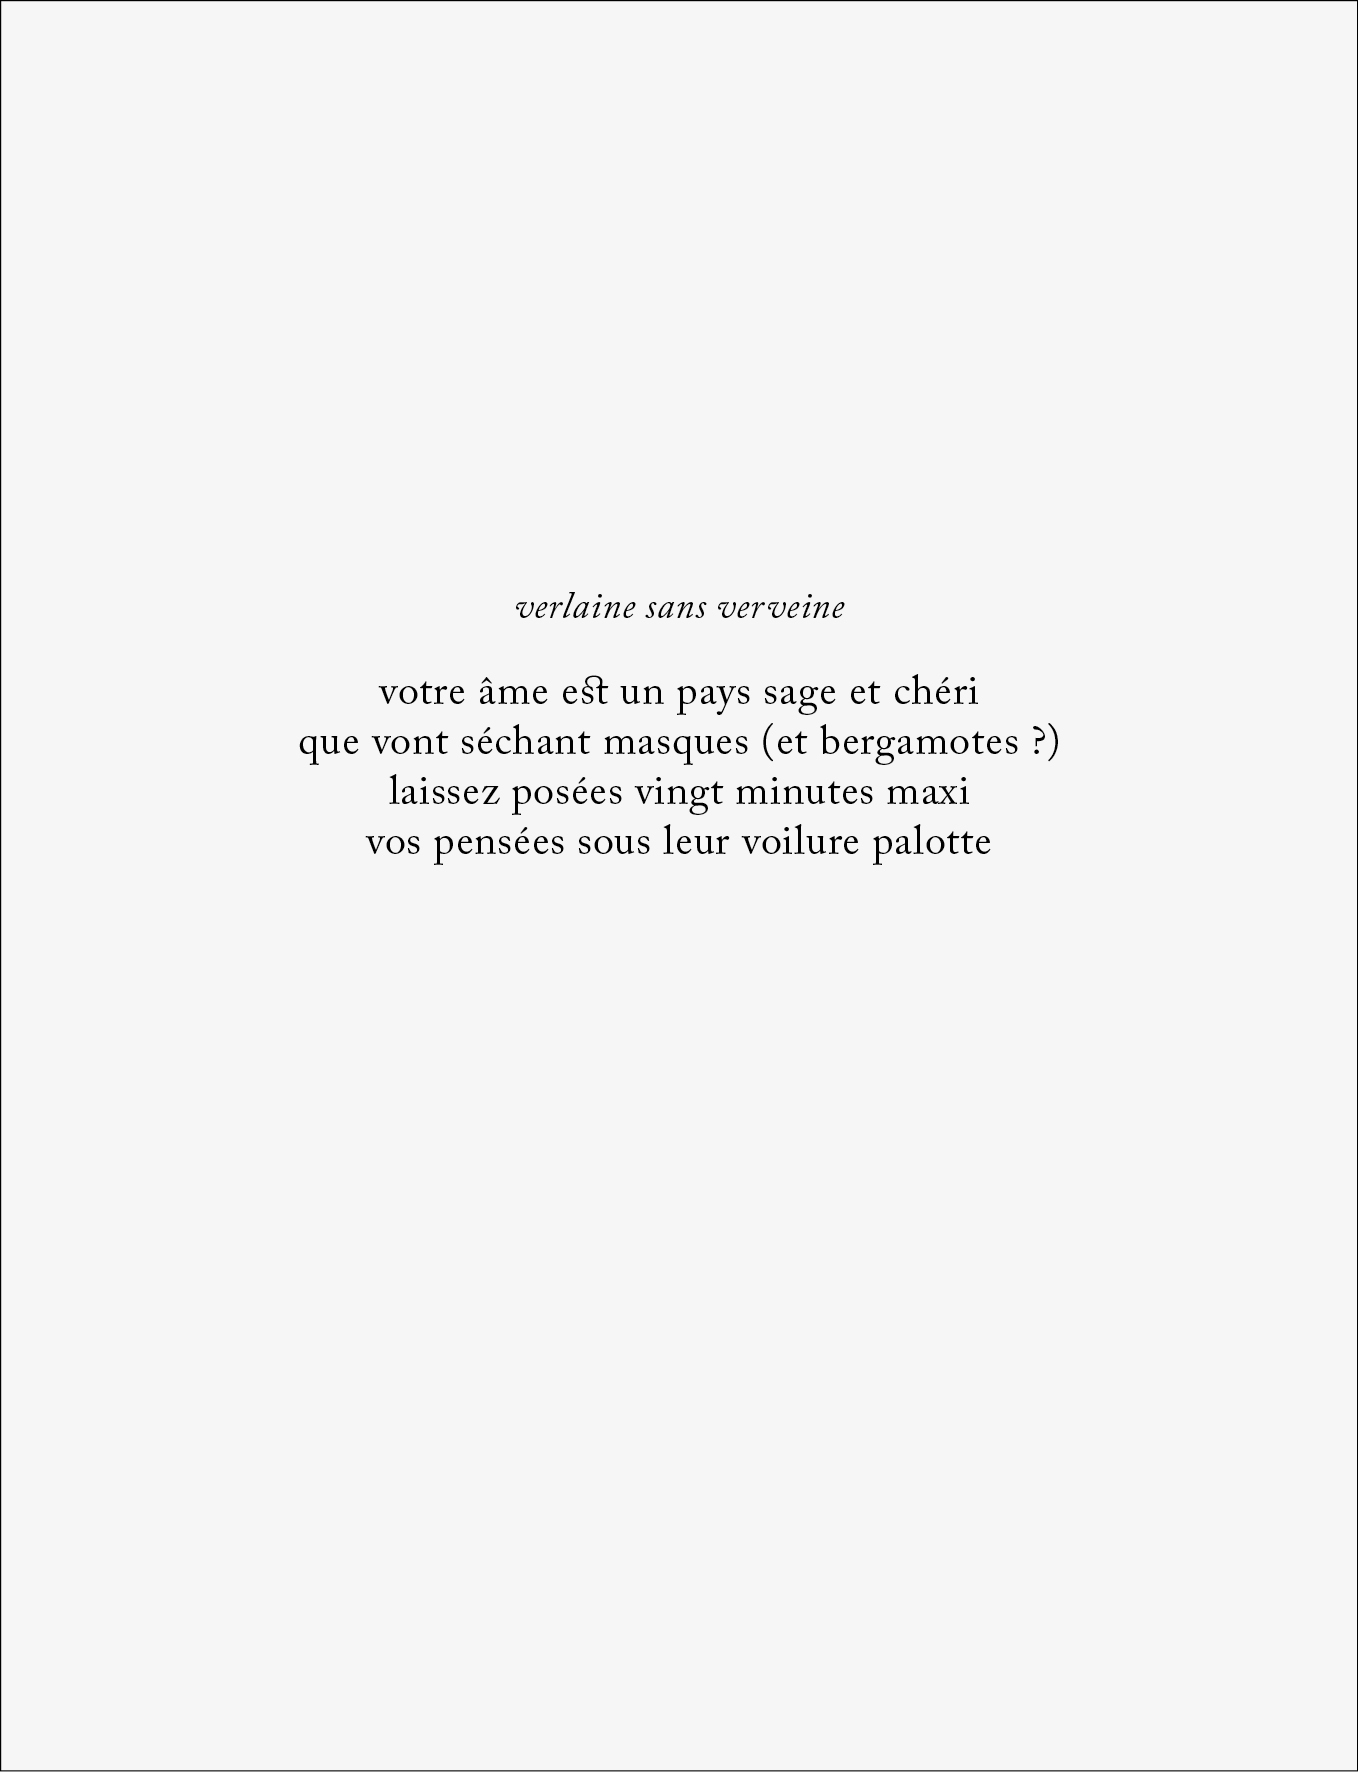 verlaine sans verveine
votre âme est un pays sage et chéri
que vont séchant masques (et bergamotes ?)
laissez posées vingt minutes maxi
vos pensées sous leur voilure palotte